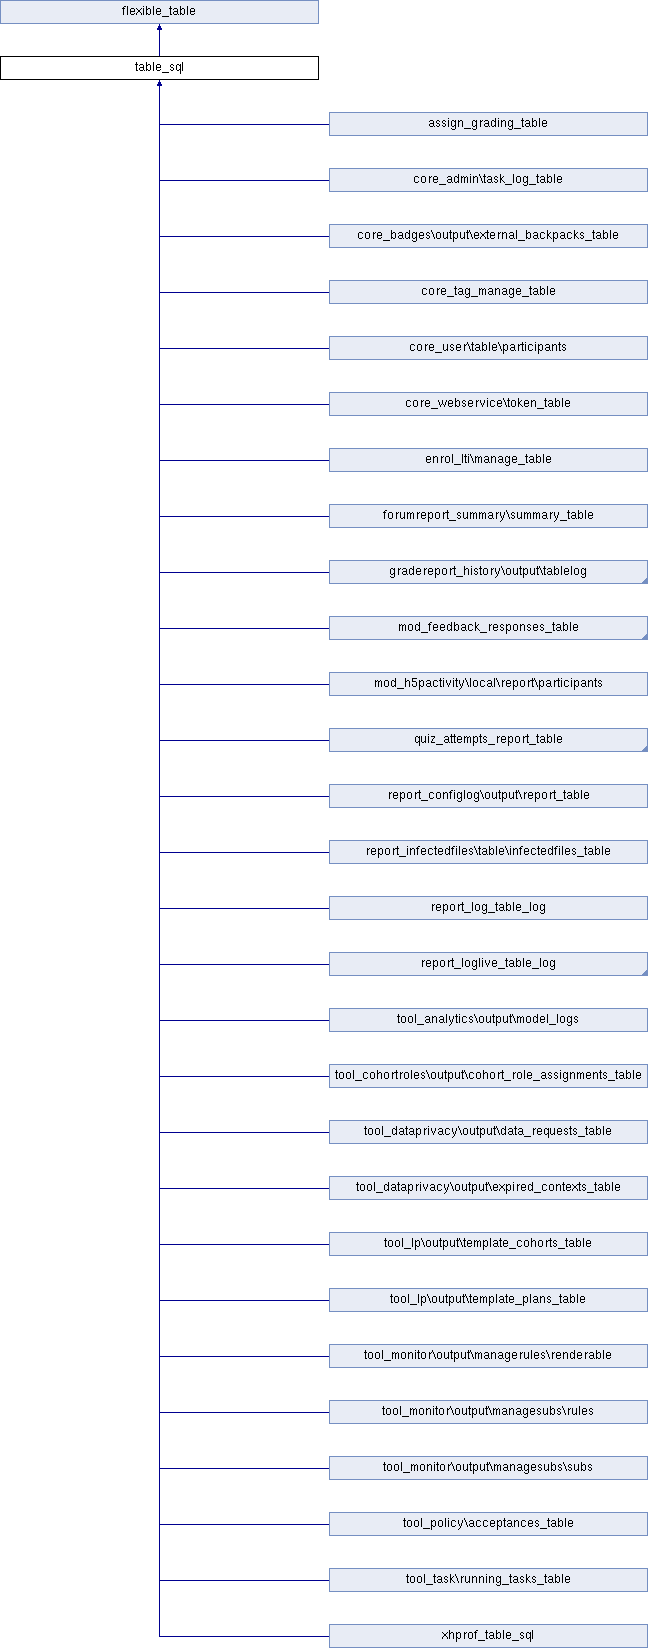 flexible_table
table_sql
assign_grading_table
core_admin\task_log_table
core_badges\output\external_backpacks_table
core_tag_manage_table
core_user\table\participants
core_webservice\token_table
enrol_lti\manage_table
forumreport_summary\summary_table
gradereport_history\output\tablelog
mod_feedback_responses_table
mod_h5pactivity\local\report\participants
quiz_attempts_report_table
report_configlog\output\report_table
report_infectedfiles\table\infectedfiles_table
report_log_table_log
report_loglive_table_log
tool_analytics\output\model_logs
tool_cohortroles\output\cohort_role_assignments_table
tool_dataprivacy\output\data_requests_table
tool_dataprivacy\output\expired_contexts_table
tool_lp\output\template_cohorts_table
tool_lp\output\template_plans_table
tool_monitor\output\managerules\renderable
tool_monitor\output\managesubs\rules
tool_monitor\output\managesubs\subs
tool_policy\acceptances_table
tool_task\running_tasks_table
xhprof_table_sql